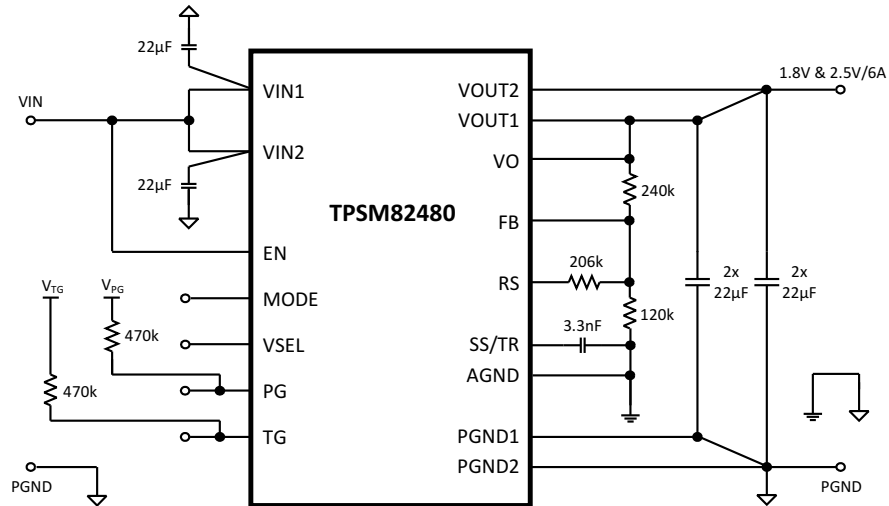 22μF
VIN
22μF
V_TG
V_PG
470k
470k
PGND
VIN1
VIN2
EN
MODE
VSEL
PG
TG
TPSM82480
VOUT2
VOUT1
VO
FB
RS
SS/TR
AGND
PGND1
PGND2
240k
206k
120k
3.3nF
2x
22μF
2x
22μF
1.8V & 2.5V/6A
PGND